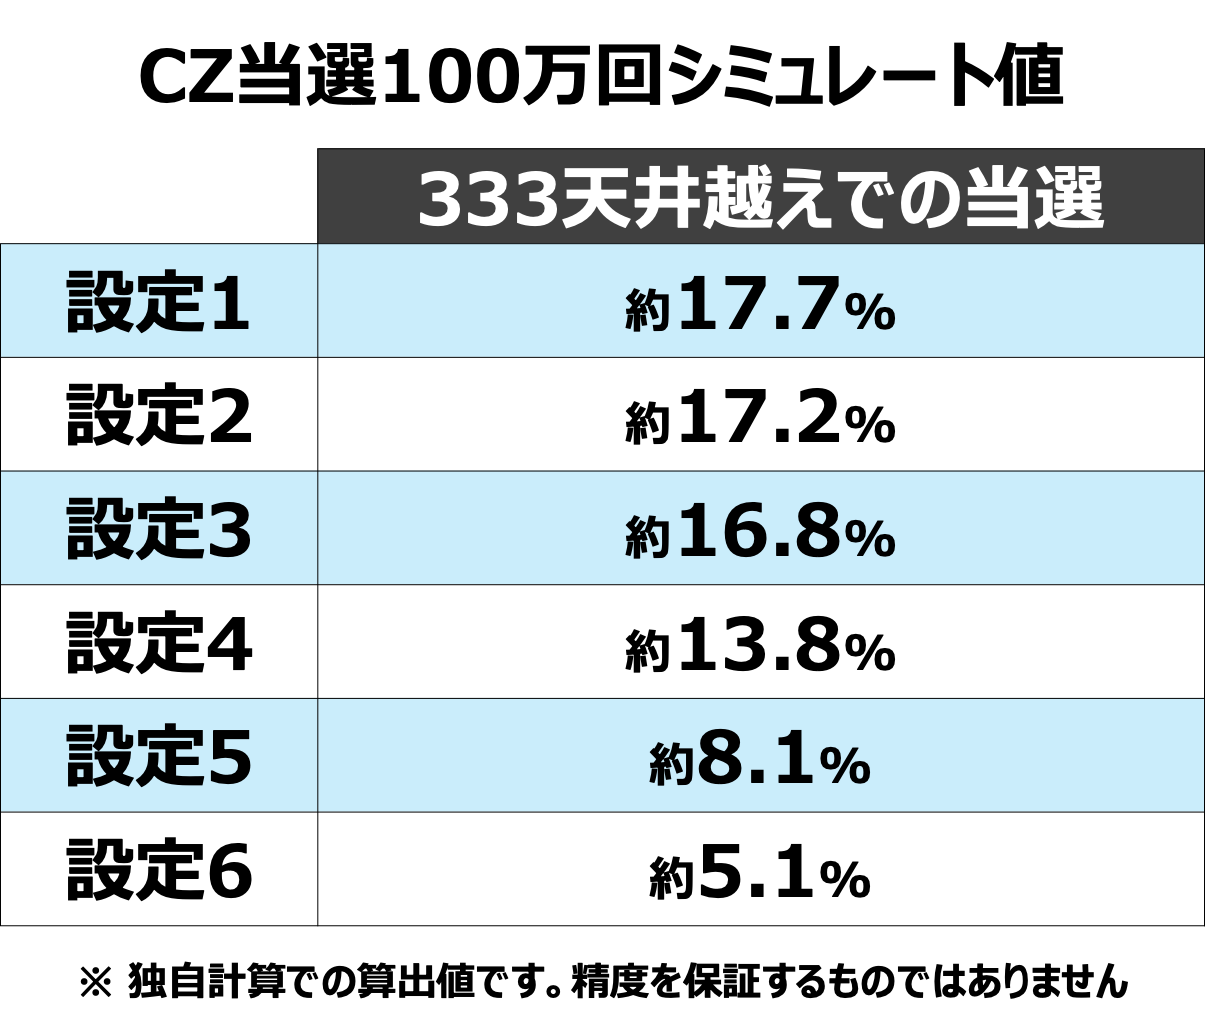 CZ当選100万回シミュレート値
333天井越えでの当選
設定1 約17.7%
設定2 約17.2%
設定3 約16.8%
設定4 約13.8%
設定5 約8.1%
設定6 約5.1%
※ 独自計算での算出値です。精度を保証するものではありません